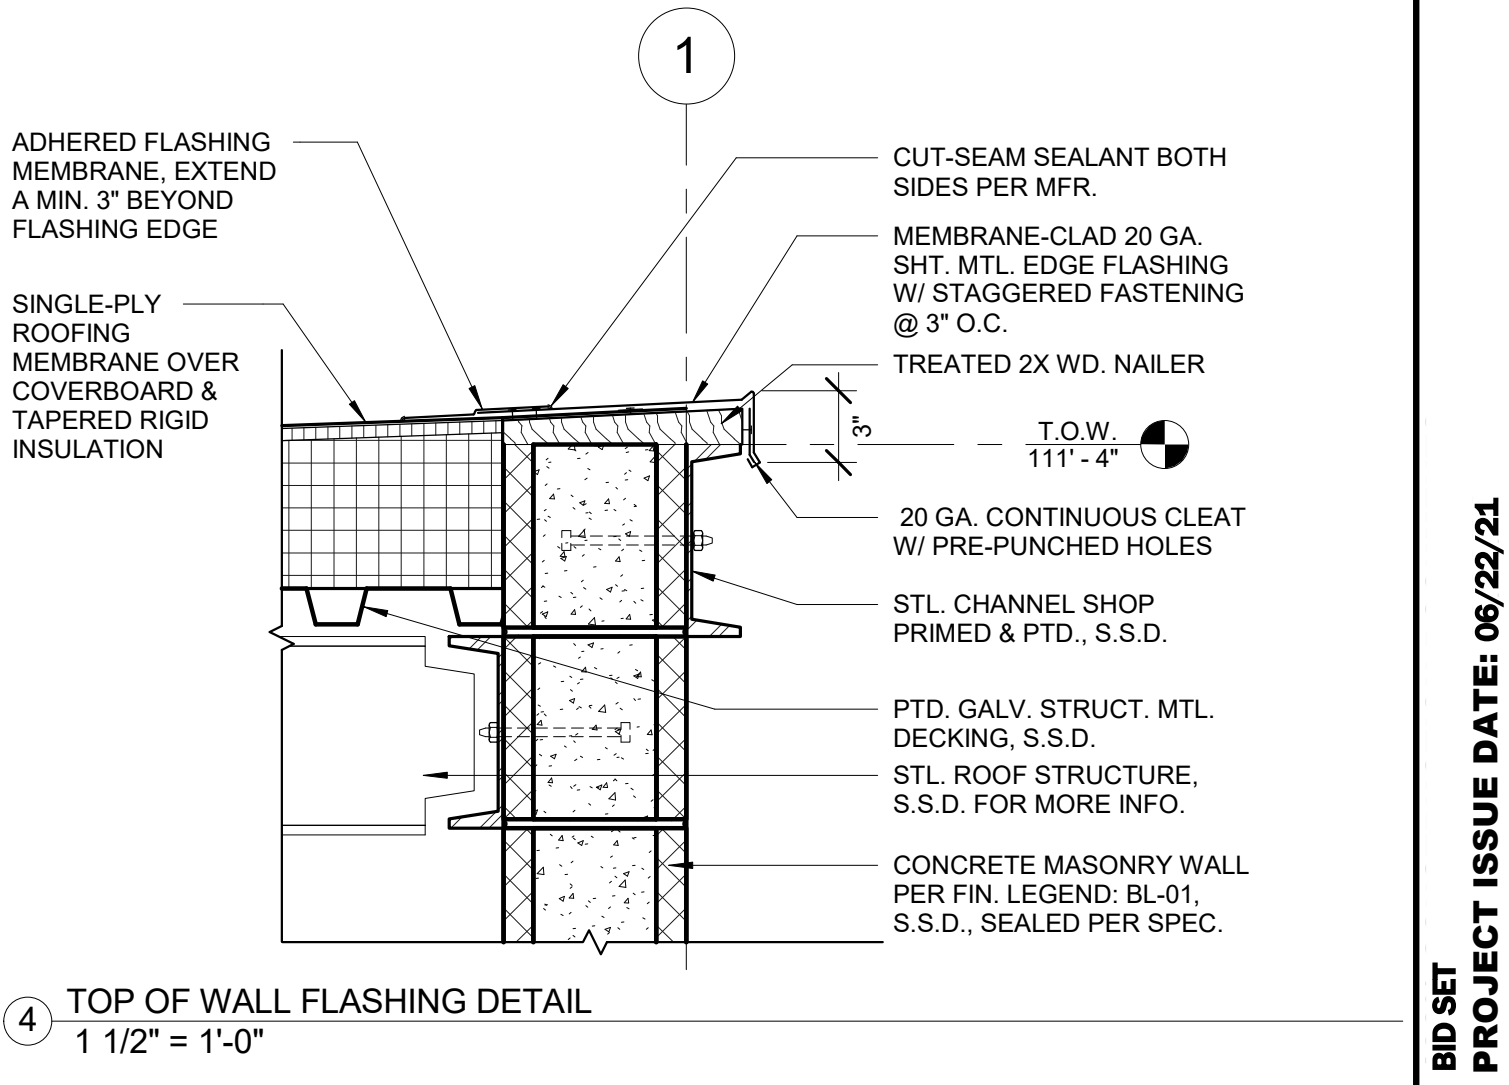 1
ADHERED FLASHING
MEMBRANE, EXTEND
A MIN. 3" BEYOND
FLASHING EDGE
SINGLE-PLY
ROOFING
MEMBRANE OVER
COVERBOARD &
TAPERED RIGID
INSULATION
CUT-SEAM SEALANT BOTH
SIDES PER MFR.
MEMBRANE-CLAD 20 GA.
SHT. MTL. EDGE FLASHING
W/ STAGGERED FASTENING
@ 3" O.C.
TREATED 2X WD. NAILER
3"
T.O.W.
111' - 4"
20 GA. CONTINUOUS CLEAT
W/ PRE-PUNCHED HOLES
STL. CHANNEL SHOP
PRIMED & PTD., S.S.D.
PTD. GALV. STRUCT. MTL.
DECKING, S.S.D.
STL. ROOF STRUCTURE,
S.S.D. FOR MORE INFO.
CONCRETE MASONRY WALL
PER FIN. LEGEND: BL-01,
S.S.D., SEALED PER SPEC.
4
TOP OF WALL FLASHING DETAIL
1 1/2" = 1'-0"
BID SET
PROJECT ISSUE DATE: 06/22/21